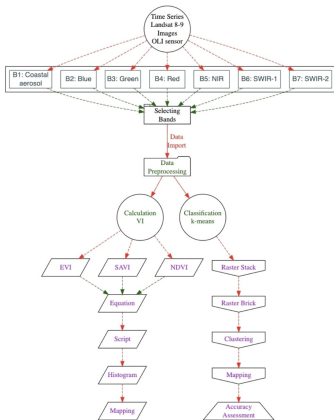 Time Series
Landsat 8-9
Images
OLI sensor
B1: Coastal
aerosol
B2: Blue
B3: Green
B4: Red
B5: NIR
B6: SWIR-1
B7: SWIR-2
Selecting
Bands
Data
Import
Data
Preprocessing
Calculation
VI
Classification
k-means
EVI
SAVI
NDVI
Raster Stack
Equation
Raster Brick
Script
Clustering
Histogram
Mapping
Mapping
Accuracy
Assessment